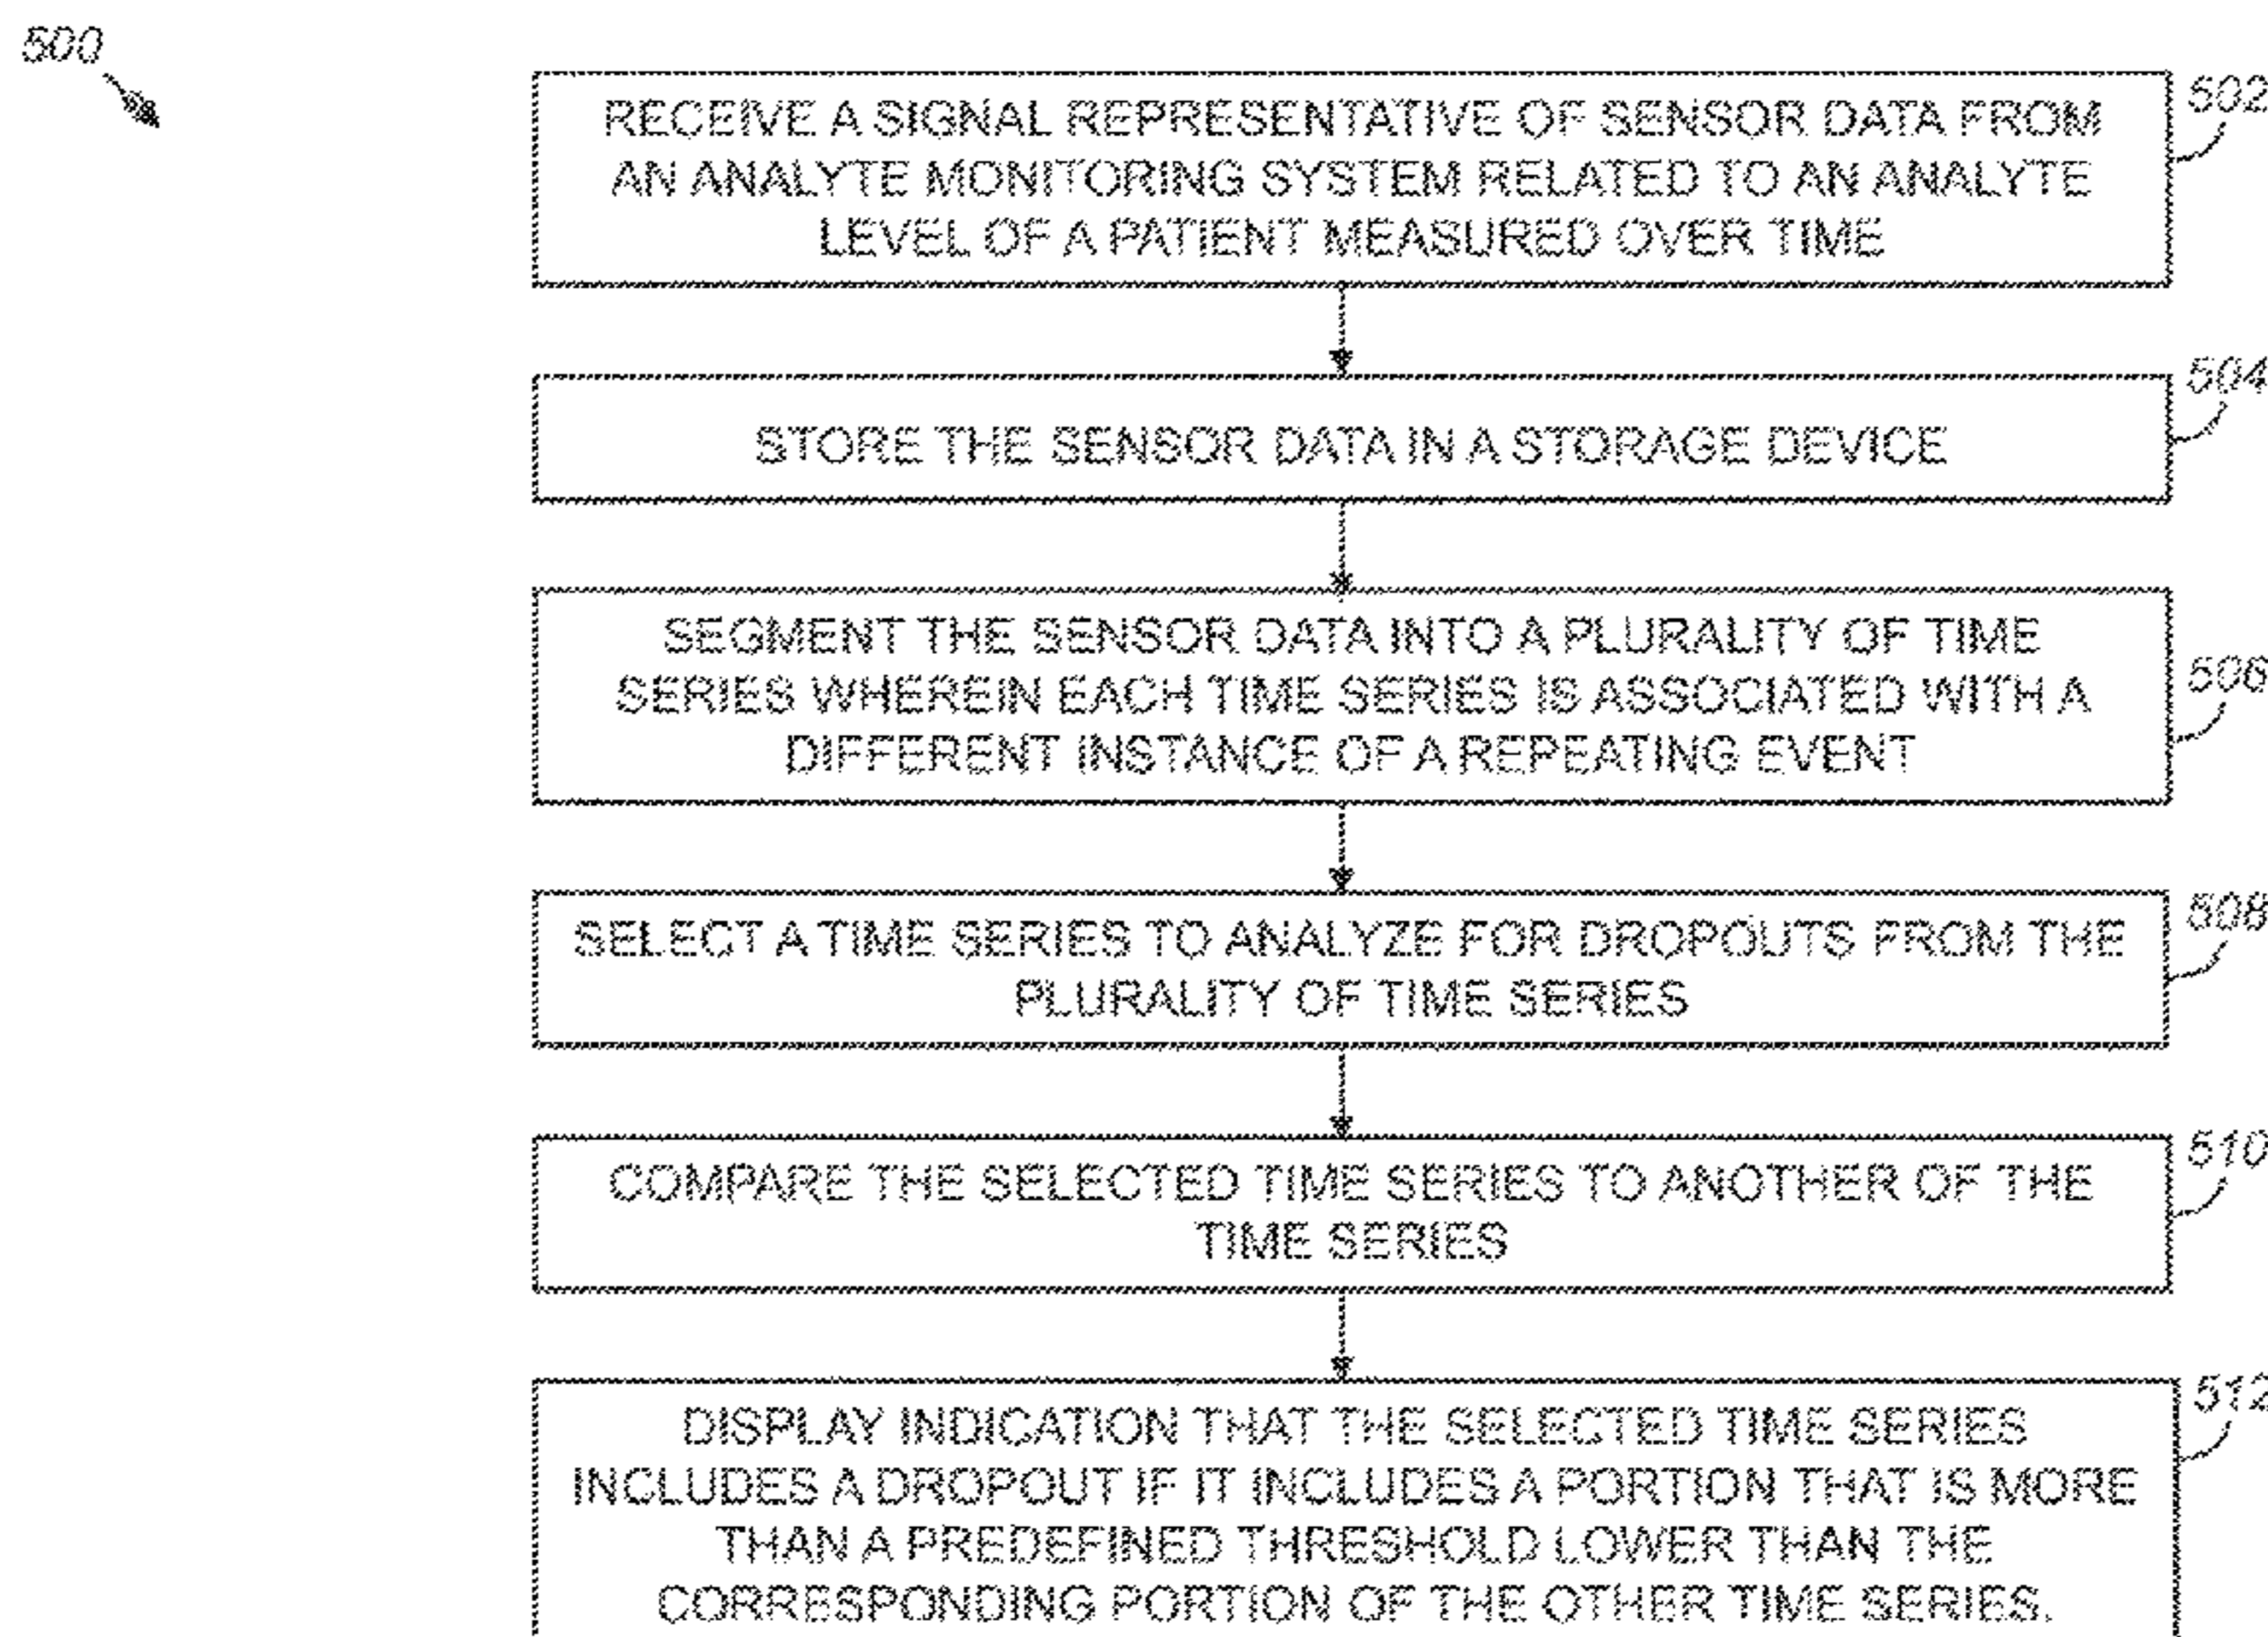 500
502
RECEIVE A SIGNAL REPRESENTATIVE OF SENSOR DATA FROM
AN ANALYTE MONITORING SYSTEM RELATED TO AN ANALYTE
LEVEL OF A PATIENT MEASURED OVER TIME
504
STORE THE SENSOR DATA IN A STORAGE DEVICE
506
SEGMENT THE SENSOR DATA INTO A PLURALITY OF TIME
SERIES WHEREIN EACH TIME SERIES IS ASSOCIATED WITH A
DIFFERENT INSTANCE OF A REPEATING EVENT
508
SELECT A TIME SERIES TO ANALYZE FOR DROPOUTS FROM THE
PLURALITY OF TIME SERIES
510
COMPARE THE SELECTED TIME SERIES TO ANOTHER OF THE
TIME SERIES
512
DISPLAY INDICATION THAT THE SELECTED TIME SERIES
INCLUDES A DROPOUT IF IT INCLUDES A PORTION THAT IS MORE
THAN A PREDEFINED THRESHOLD LOWER THAN THE
CORRESPONDING PORTION OF THE OTHER TIME SERIES.